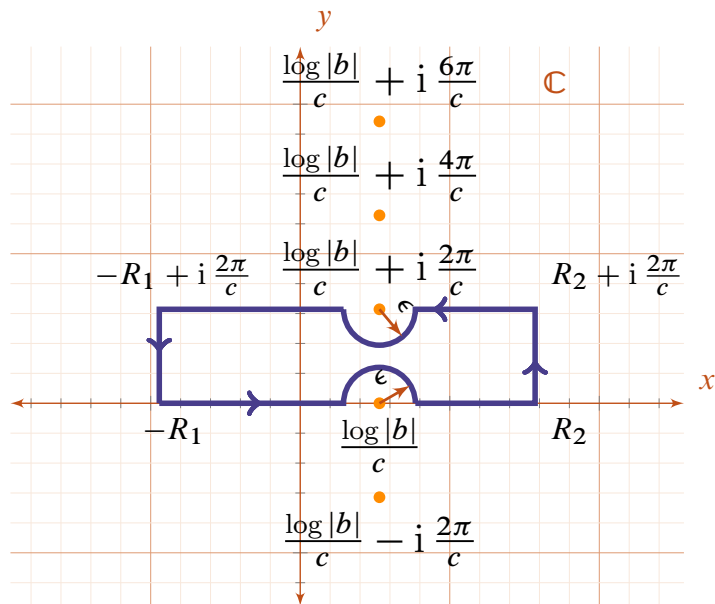 y
log |b| / c + i 6π / c
ℂ
log |b| / c + i 4π / c
−R₁ + i 2π / c
log |b| / c + i 2π / c
R₂ + i 2π / c
ϵ
ϵ
x
−R₁
log |b| / c
R₂
log |b| / c − i 2π / c